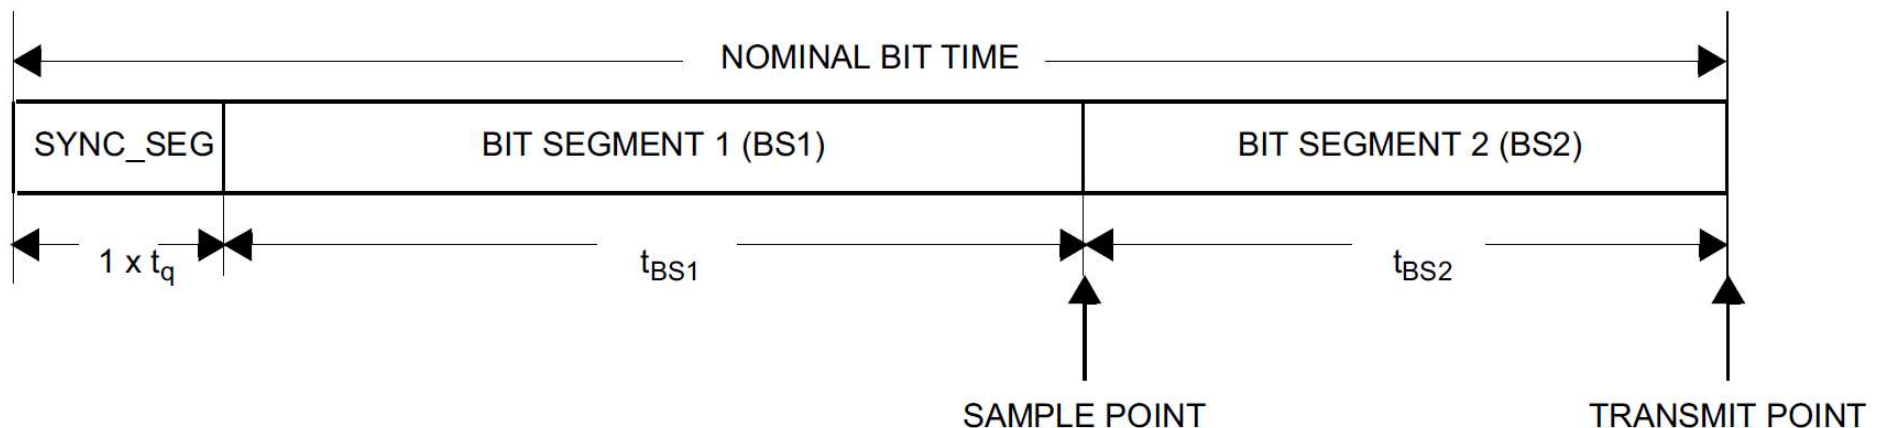 NOMINAL BIT TIME
SYNC_SEG BIT SEGMENT 1 (BS1) BIT SEGMENT 2 (BS2)
1 x tq tBS1 tBS2
SAMPLE POINT TRANSMIT POINT